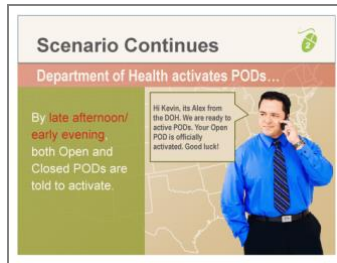 Scenario Continues
Department of Health activates PODs...
By late afternoon/
early evening,
both Open and
Closed PODs are
told to activate.
Hi Kevin, its Alex from
the DOH. We are ready to
active PODs. Your Open
POD is officially
activated. Good luck!